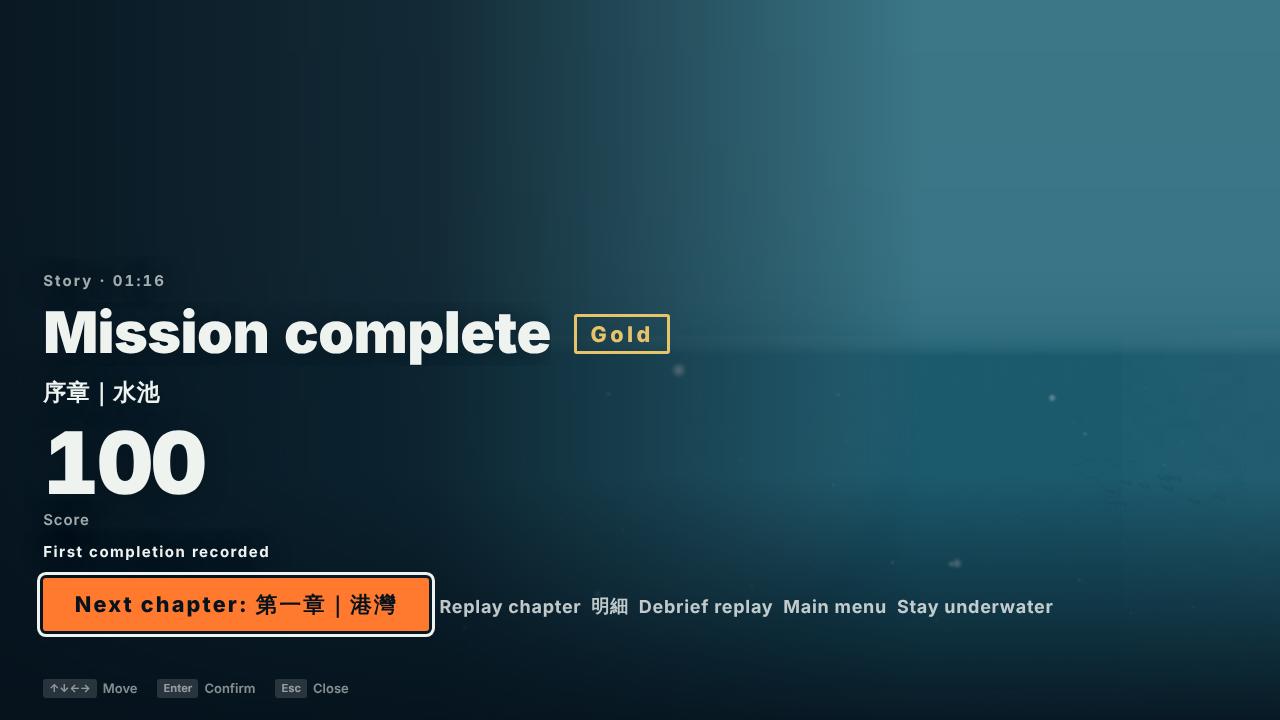 Story · 01:16
Mission complete Gold
序章｜水池
100
Score
First completion recorded
Next chapter: 第一章｜港灣 Replay chapter 明細 Debrief replay Main menu Stay underwater
↑↓←→ Move Enter Confirm Esc Close